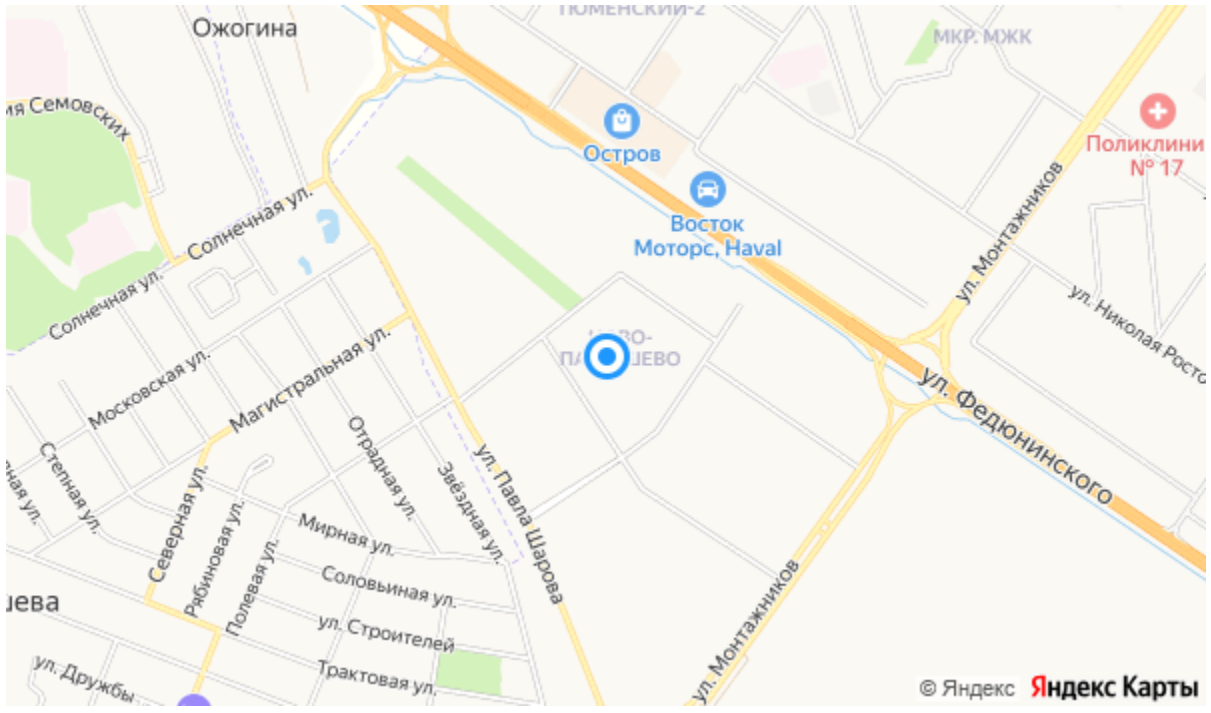 ТЮМЕНСКИЙ-2
Ожогина
МКР. МЖК
Семовских
Остров
Поликлини
№ 17
Восток
Моторс, Haval
ул. Монтажников
Солнечная ул.
Солнечная ул.
ул. Николая Росто
Московская ул.
Магистральная ул.
ул. Федюнинского
Степная ул.
Отрадная ул.
Звёздная ул.
ул. Павла Шарова
Северная ул.
Рябиновая ул.
Полевая ул.
Мирная ул.
Соловьиная ул.
ул. Строителей
Трактовая ул.
ул. Дружбы
ул. Монтажников
© Яндекс Яндекс Карты